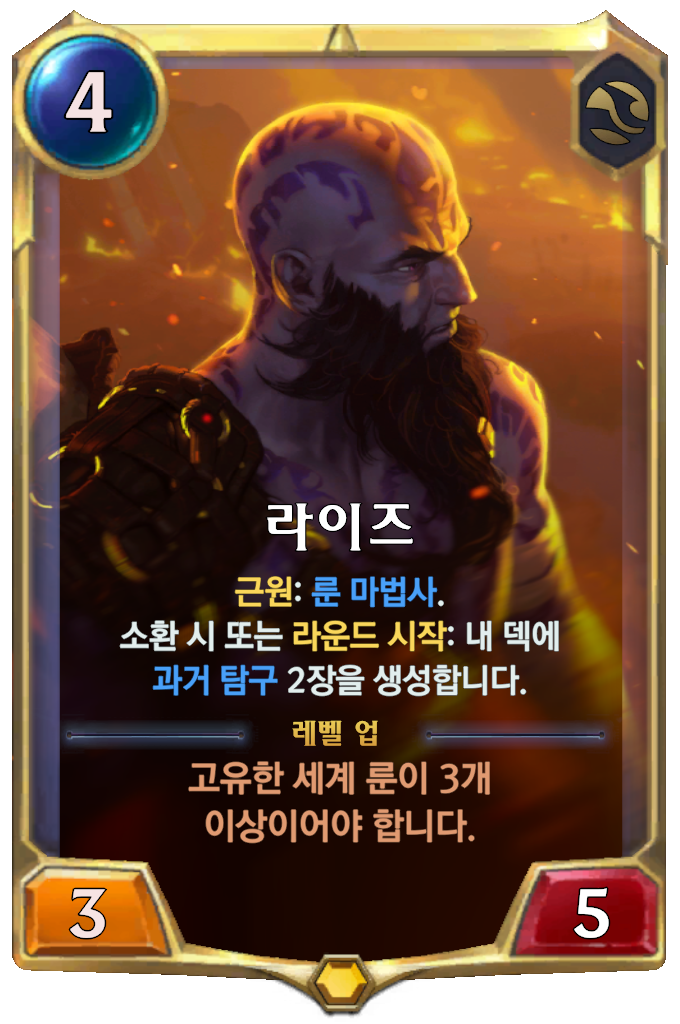 4
라이즈
근원: 룬 마법사.
소환 시 또는 라운드 시작: 내 덱에
과거 탐구 2장을 생성합니다.
레벨 업
고유한 세계 룬이 3개
이상이어야 합니다.
3
5